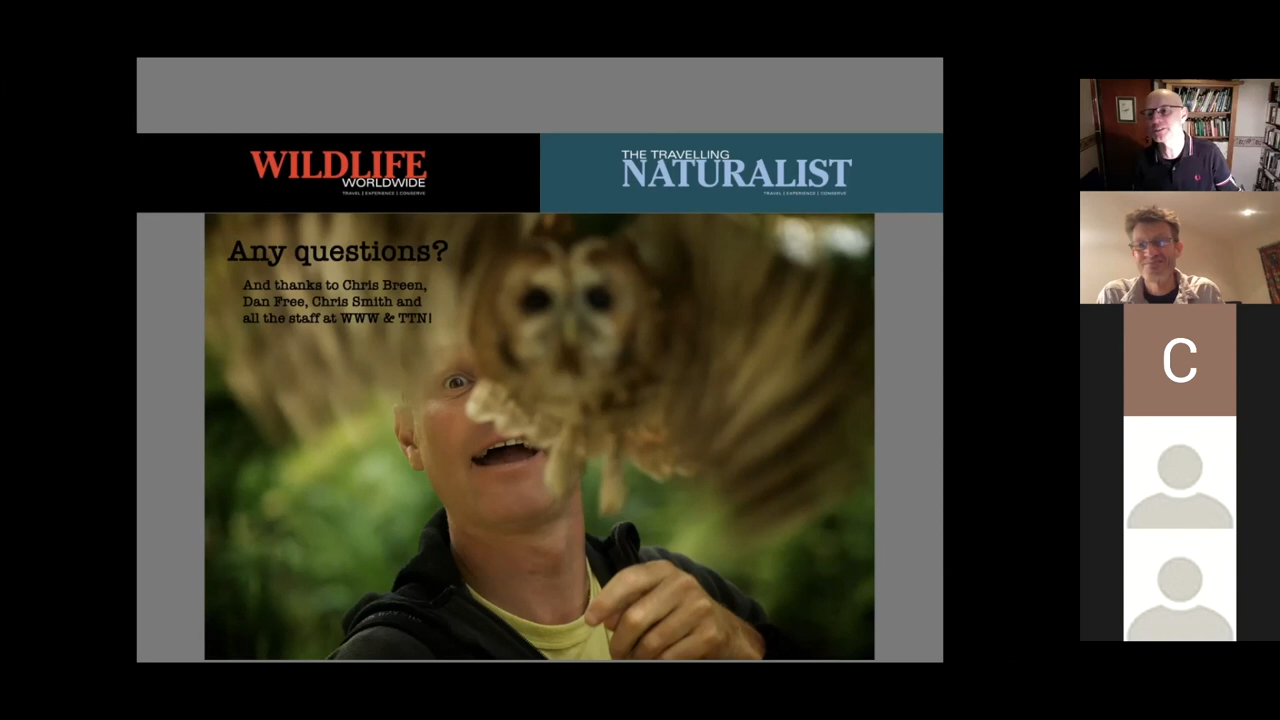 WILDLIFE
WORLDWIDE
TRAVEL | EXPERIENCE | CONSERVE
THE TRAVELLING
NATURALIST
TRAVEL | EXPERIENCE | CONSERVE
Any questions?
And thanks to Chris Breen,
Dan Free, Chris Smith and
all the staff at WWW & TTN!
C